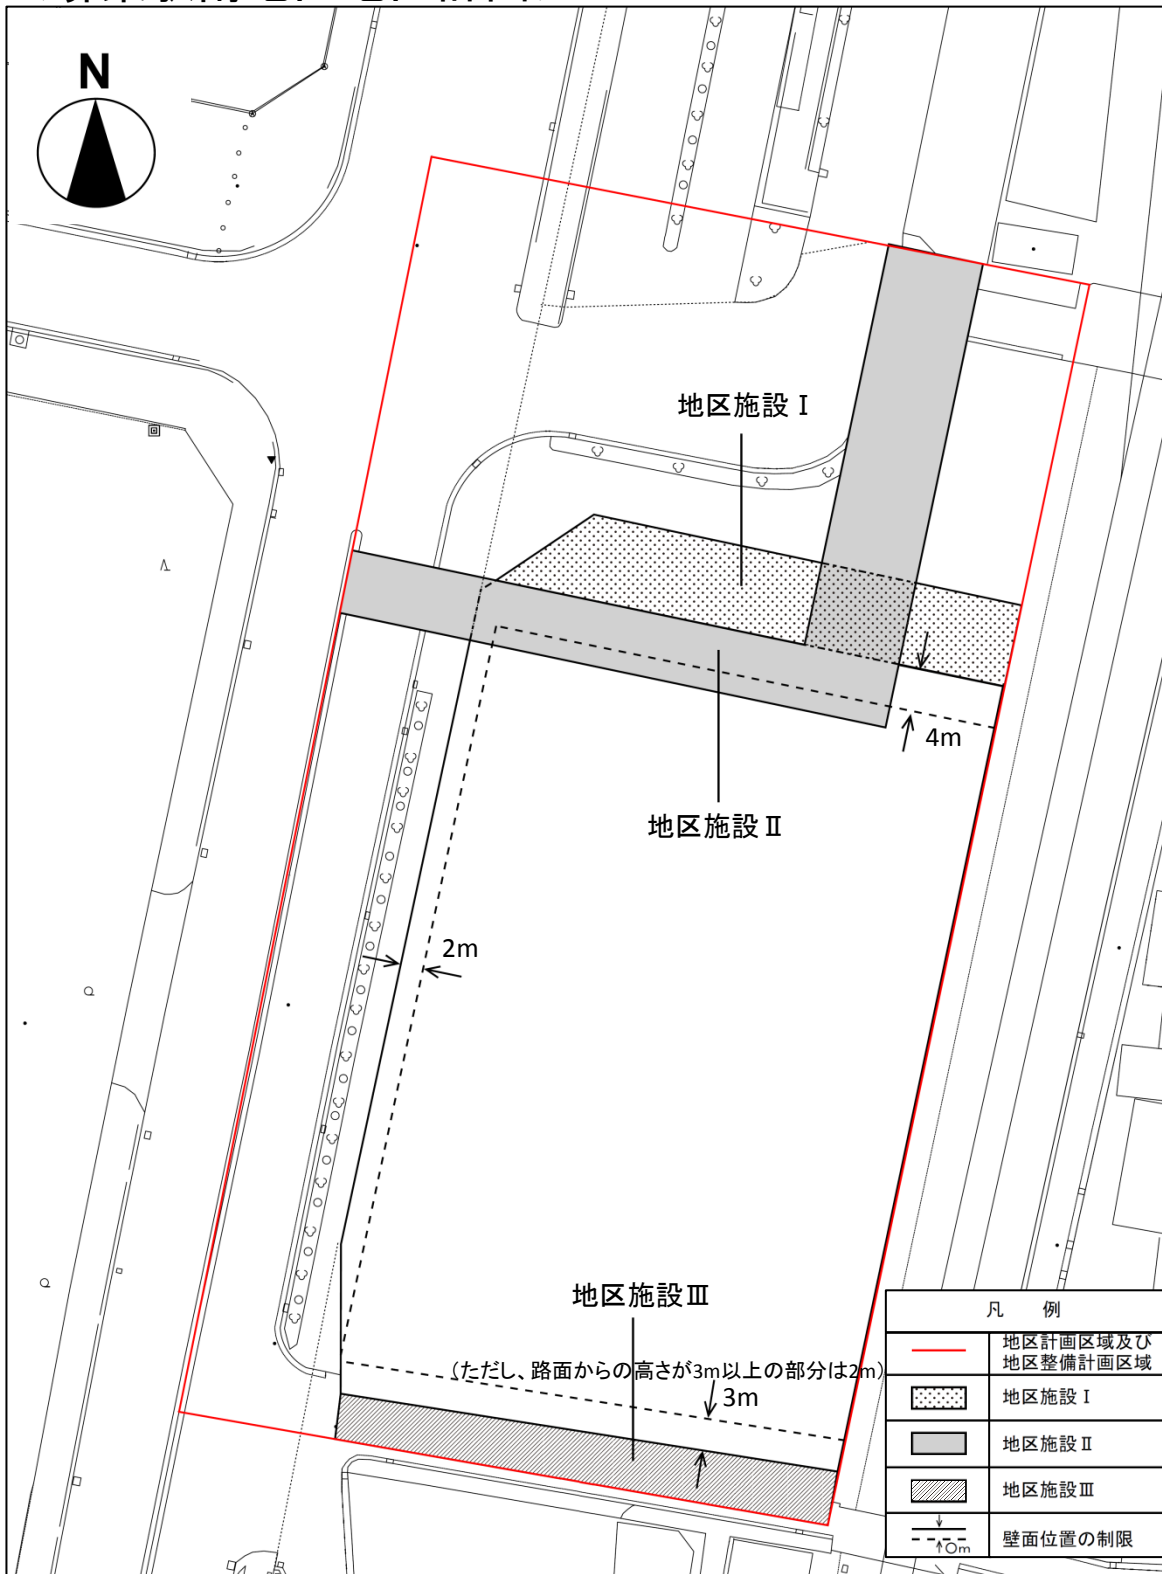 N
地区施設Ⅰ
4m
地区施設Ⅱ
2m
地区施設Ⅲ
(ただし、路面からの高さが3m以上の部分は2m)
3m
凡 例
地区計画区域及び
地区整備計画区域
地区施設Ⅰ
地区施設Ⅱ
地区施設Ⅲ
○m
壁面位置の制限